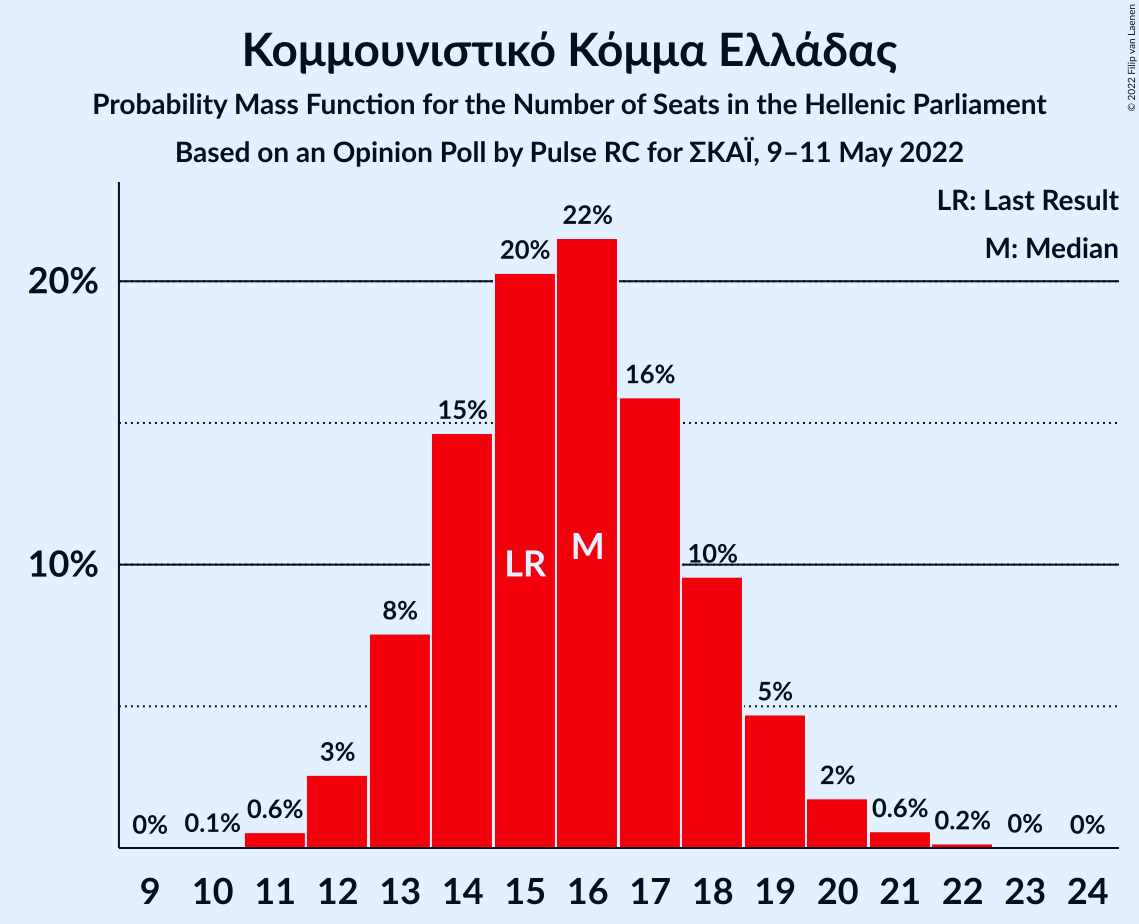 Κομμουνιστικό Κόμμα Ελλάδας
Probability Mass Function for the Number of Seats in the Hellenic Parliament
Based on an Opinion Poll by Pulse RC for ΣΚΑΪ, 9–11 May 2022
© 2022 Filip van Laenen
LR: Last Result
M: Median
20%
10%
0%
0.1%
0.6%
3%
8%
15%
20%
22%
16%
10%
5%
2%
0.6%
0.2%
0%
0%
LR
M
9 10 11 12 13 14 15 16 17 18 19 20 21 22 23 24